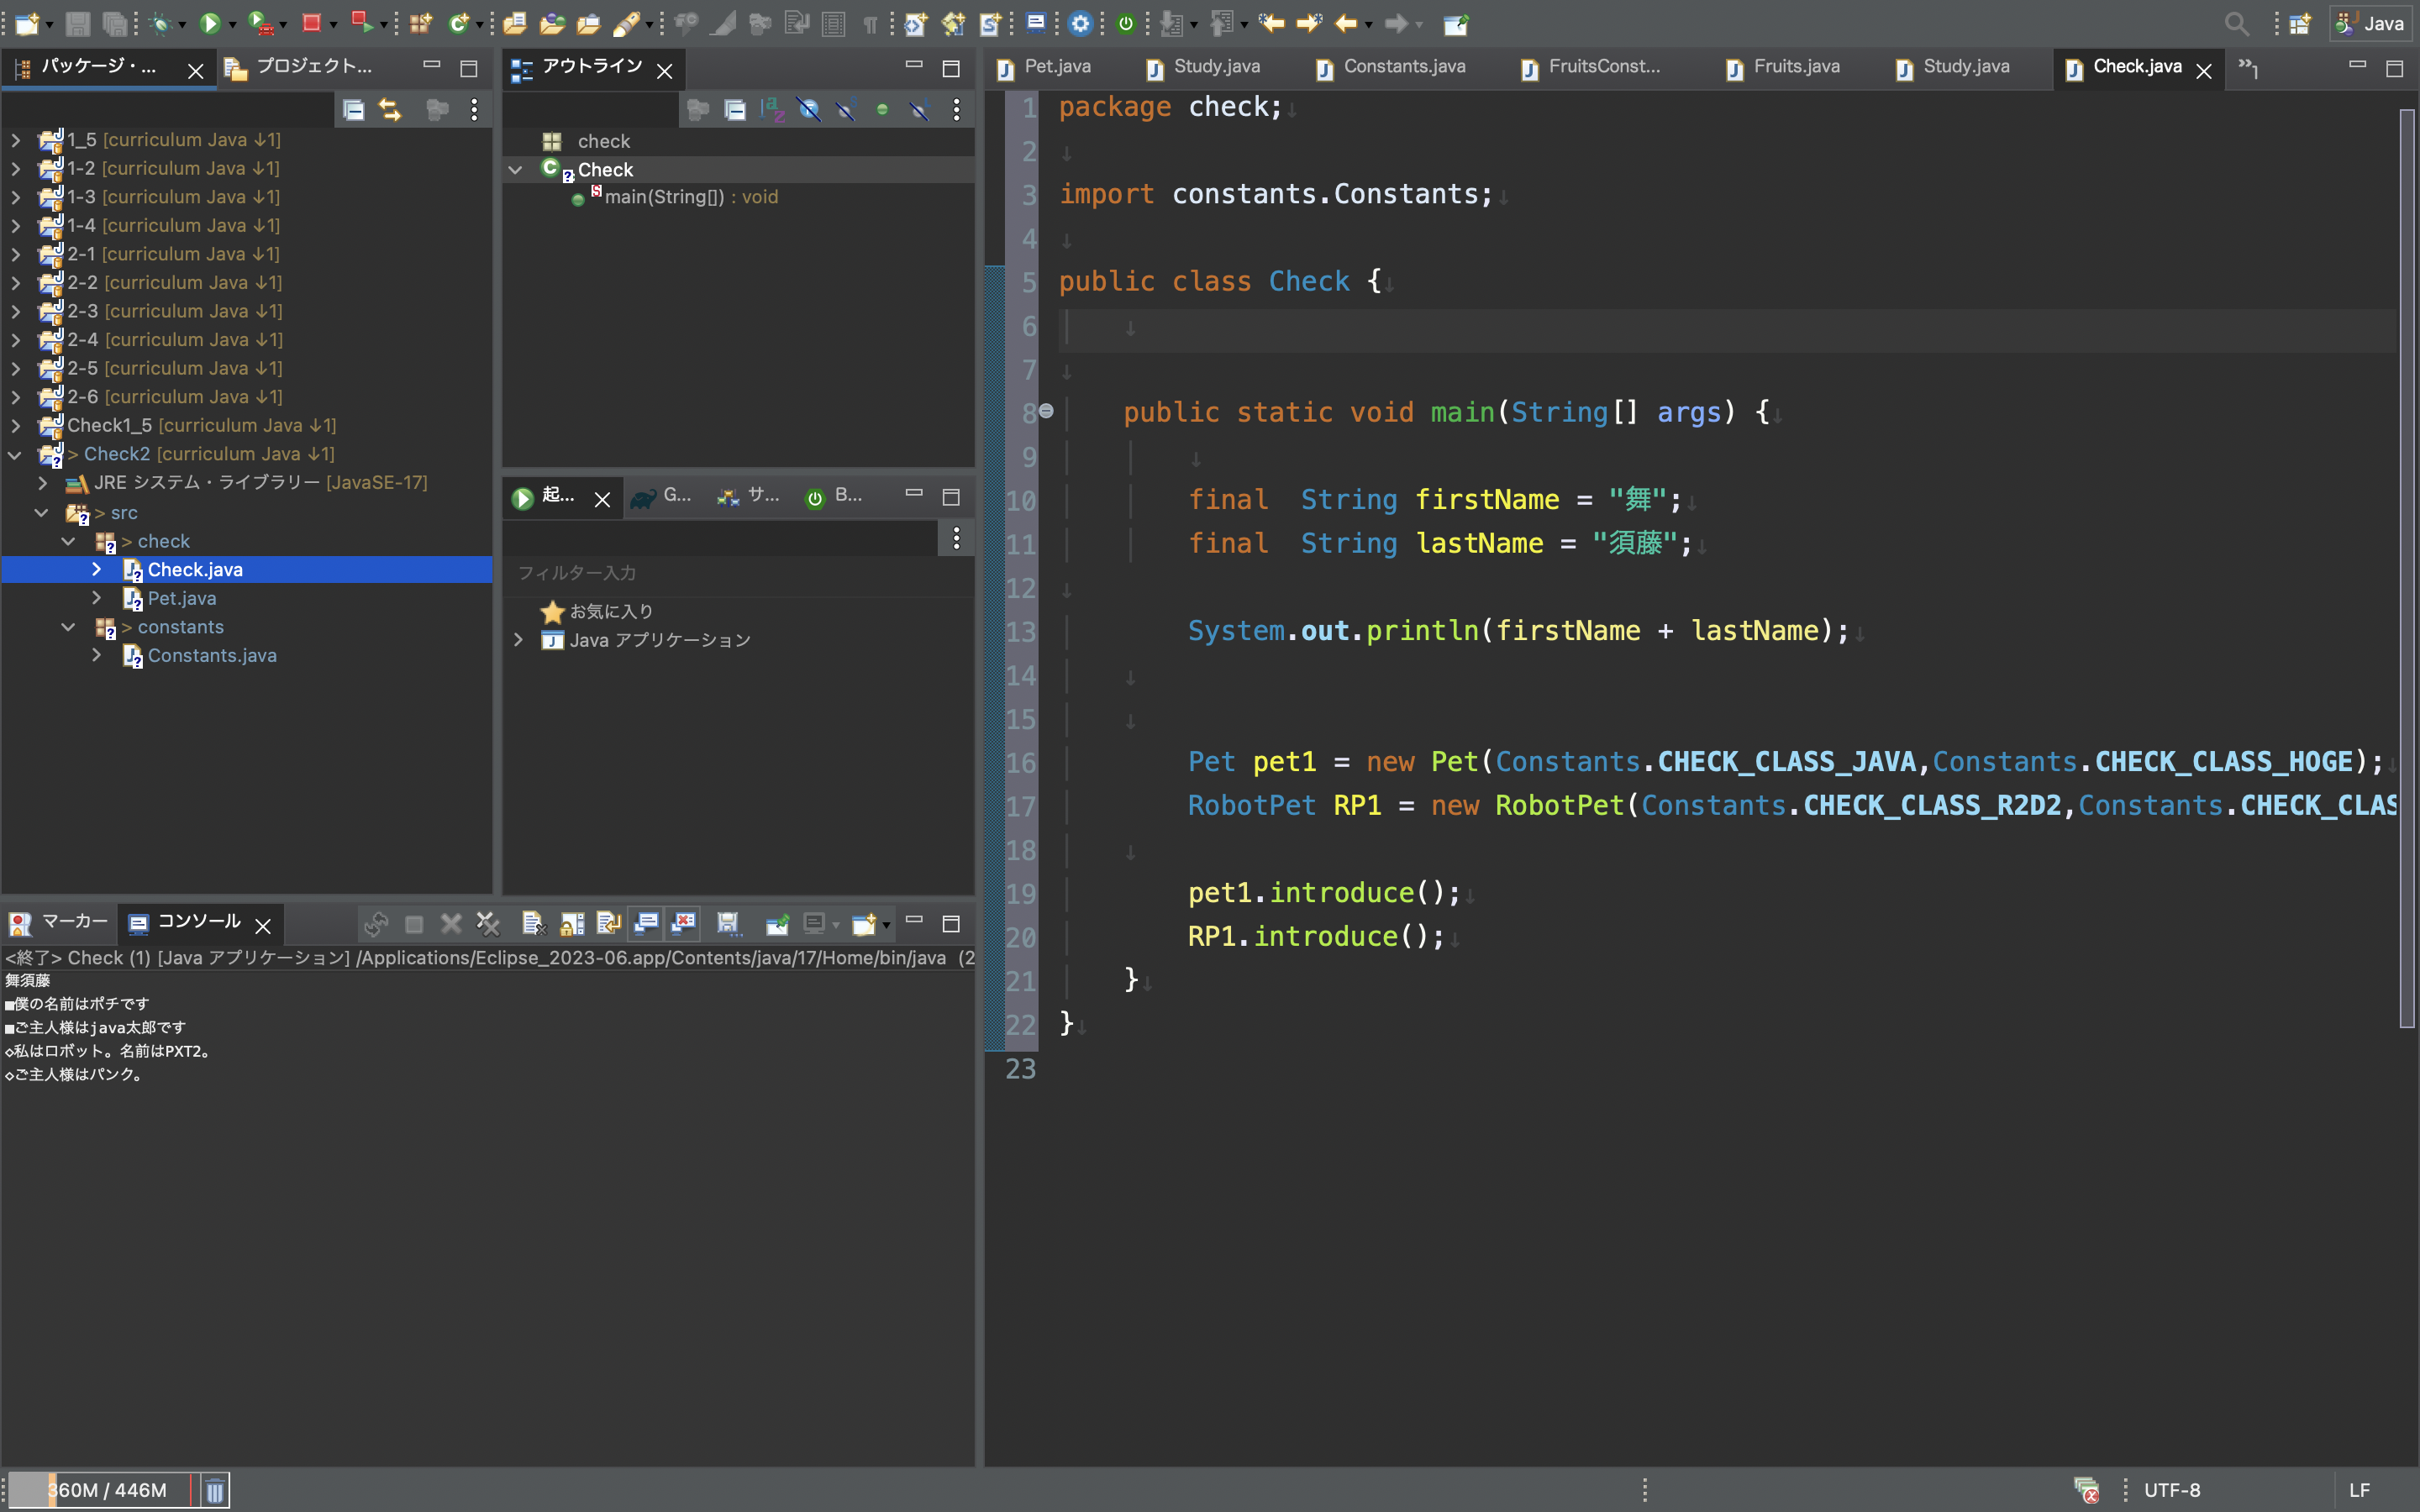 Java
パッケージ・...
プロジェクト...
1_5 [curriculum Java ↓1]
1-2 [curriculum Java ↓1]
1-3 [curriculum Java ↓1]
1-4 [curriculum Java ↓1]
2-1 [curriculum Java ↓1]
2-2 [curriculum Java ↓1]
2-3 [curriculum Java ↓1]
2-4 [curriculum Java ↓1]
2-5 [curriculum Java ↓1]
2-6 [curriculum Java ↓1]
Check1_5 [curriculum Java ↓1]
> Check2 [curriculum Java ↓1]
JRE システム・ライブラリー [JavaSE-17]
> src
> check
Check.java
Pet.java
> constants
Constants.java
アウトライン
check
Check
main(String[]) : void
起...
G...
サ...
B...
フィルター入力
お気に入り
Java アプリケーション
マーカー
コンソール
<終了> Check (1) [Java アプリケーション] /Applications/Eclipse_2023-06.app/Contents/java/17/Home/bin/java (2
舞須藤
■僕の名前はポチです
■ご主人様はjava太郎です
◇私はロボット。名前はPXT2。
◇ご主人様はパンク。
Pet.java
Study.java
Constants.java
FruitsConst...
Fruits.java
Study.java
Check.java
»1
1 package check;↓
2 ↓
3 import constants.Constants;↓
4 ↓
5 public class Check {↓
6 ↓
7 ↓
8 public static void main(String[] args) {↓
9 ↓
10 final  String firstName = "舞";↓
11 final  String lastName = "須藤";↓
12 ↓
13 System.out.println(firstName + lastName);↓
14 ↓
15 ↓
16 Pet pet1 = new Pet(Constants.CHECK_CLASS_JAVA,Constants.CHECK_CLASS_HOGE);↓
17 RobotPet RP1 = new RobotPet(Constants.CHECK_CLASS_R2D2,Constants.CHECK_CLAS
18 ↓
19 pet1.introduce();↓
20 RP1.introduce();↓
21 }↓
22 }↓
23
360M / 446M
UTF-8
LF